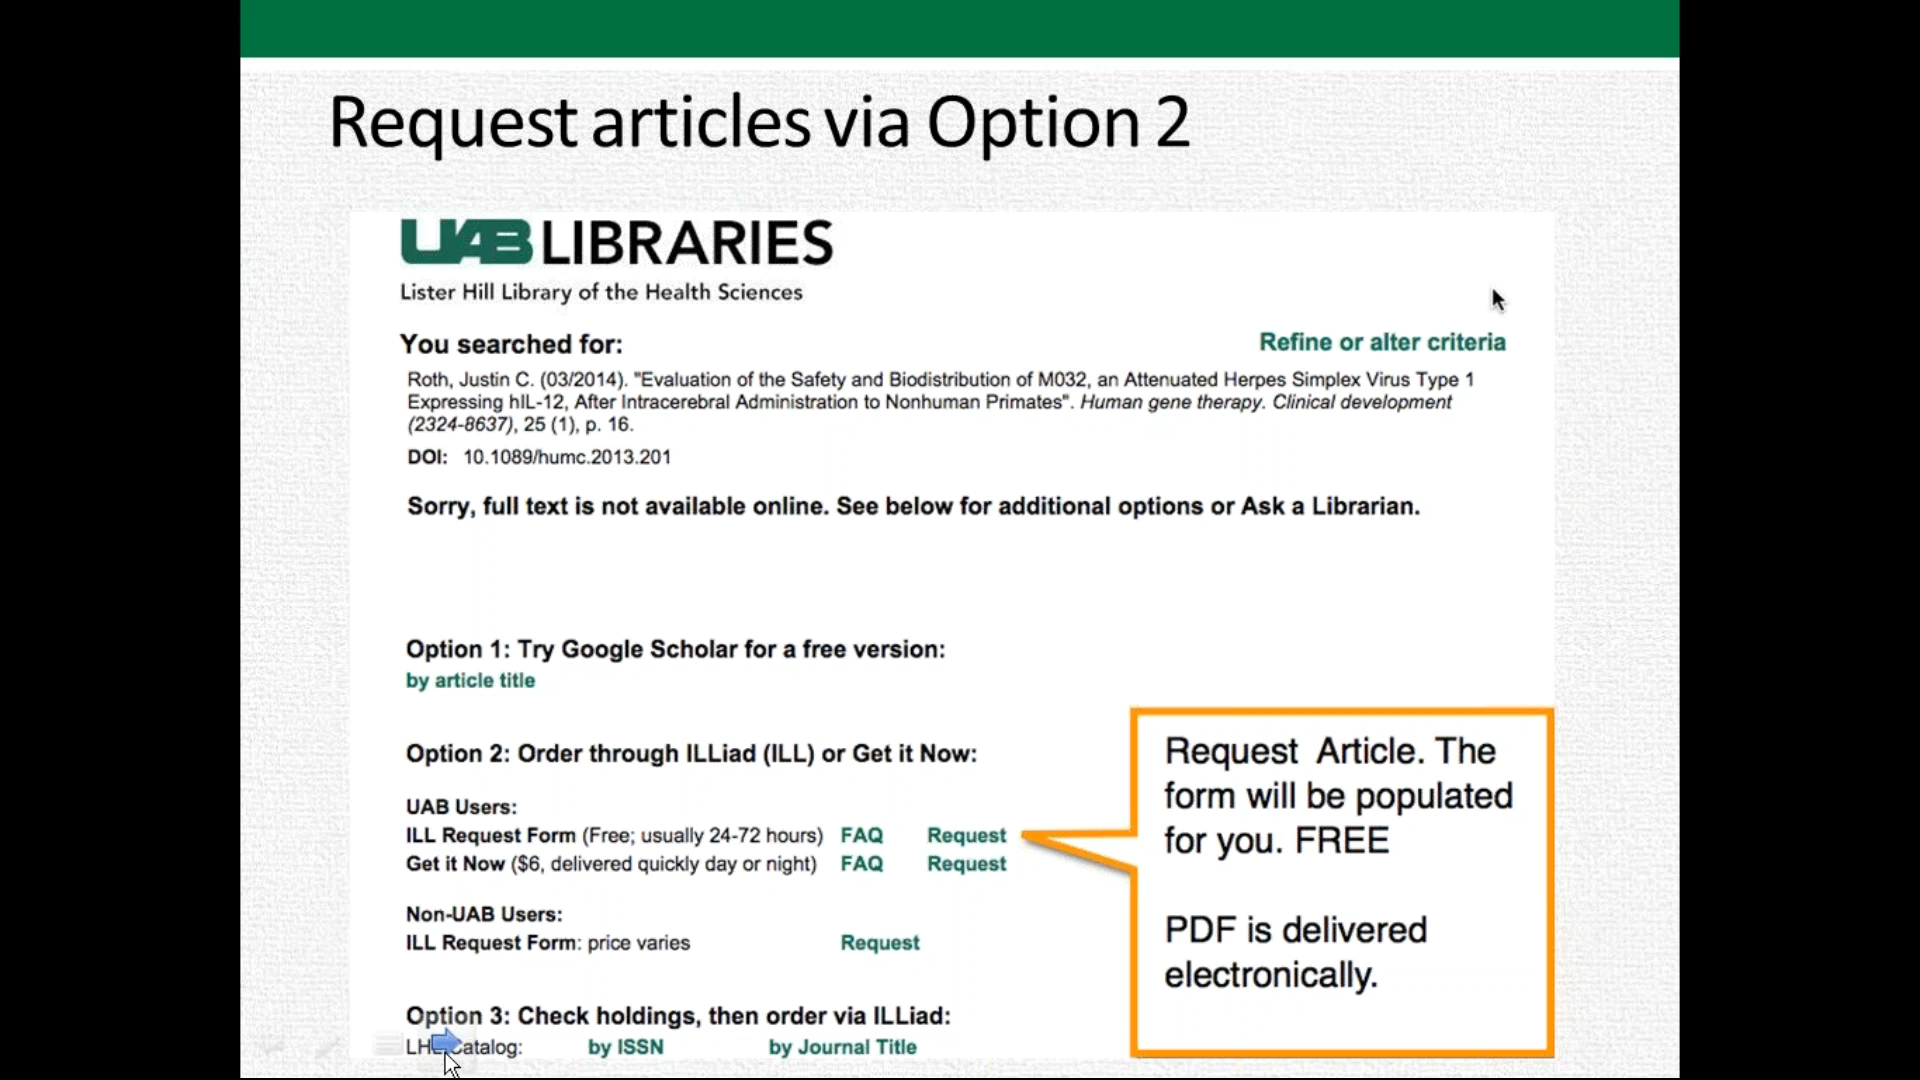 Request articles via Option 2
UAB LIBRARIES
Lister Hill Library of the Health Sciences
You searched for:
Refine or alter criteria
Roth, Justin C. (03/2014). "Evaluation of the Safety and Biodistribution of M032, an Attenuated Herpes Simplex Virus Type 1
Expressing hIL-12, After Intracerebral Administration to Nonhuman Primates". Human gene therapy. Clinical development
(2324-8637), 25 (1), p. 16.
DOI: 10.1089/humc.2013.201
Sorry, full text is not available online. See below for additional options or Ask a Librarian.
Option 1: Try Google Scholar for a free version:
by article title
Option 2: Order through ILLiad (ILL) or Get it Now:
UAB Users:
ILL Request Form (Free; usually 24-72 hours) FAQ Request
Get it Now ($6, delivered quickly day or night) FAQ Request
Non-UAB Users:
ILL Request Form: price varies Request
Option 3: Check holdings, then order via ILLiad:
Catalog: by ISSN by Journal Title
Request Article. The
form will be populated
for you. FREE
PDF is delivered
electronically.